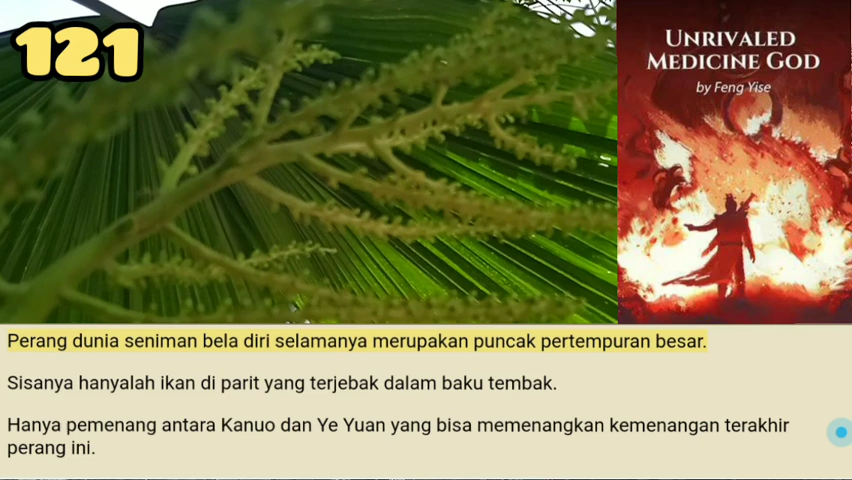 121
UNRIVALED
MEDICINE GOD
by Feng Yise
Perang dunia seniman bela diri selamanya merupakan puncak pertempuran besar.
Sisanya hanyalah ikan di parit yang terjebak dalam baku tembak.
Hanya pemenang antara Kanuo dan Ye Yuan yang bisa memenangkan kemenangan terakhir
perang ini.